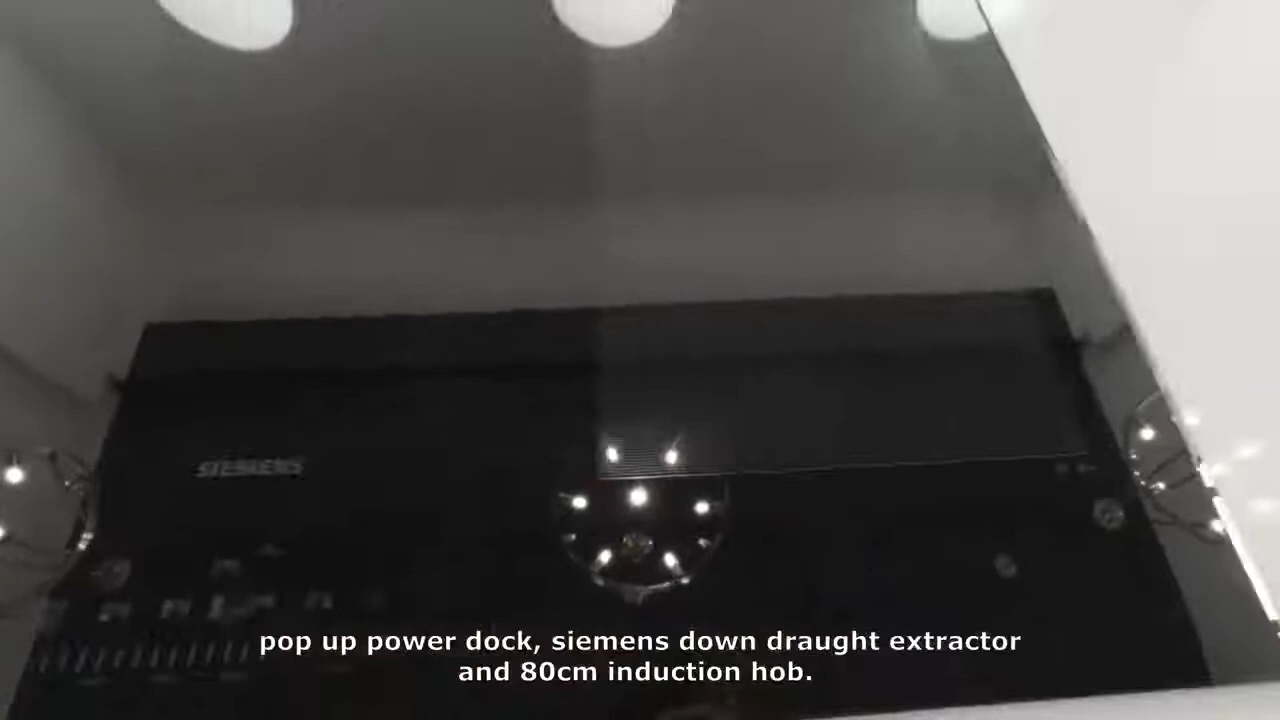 SIEMENS
pop up power dock, siemens down draught extractor
and 80cm induction hob.